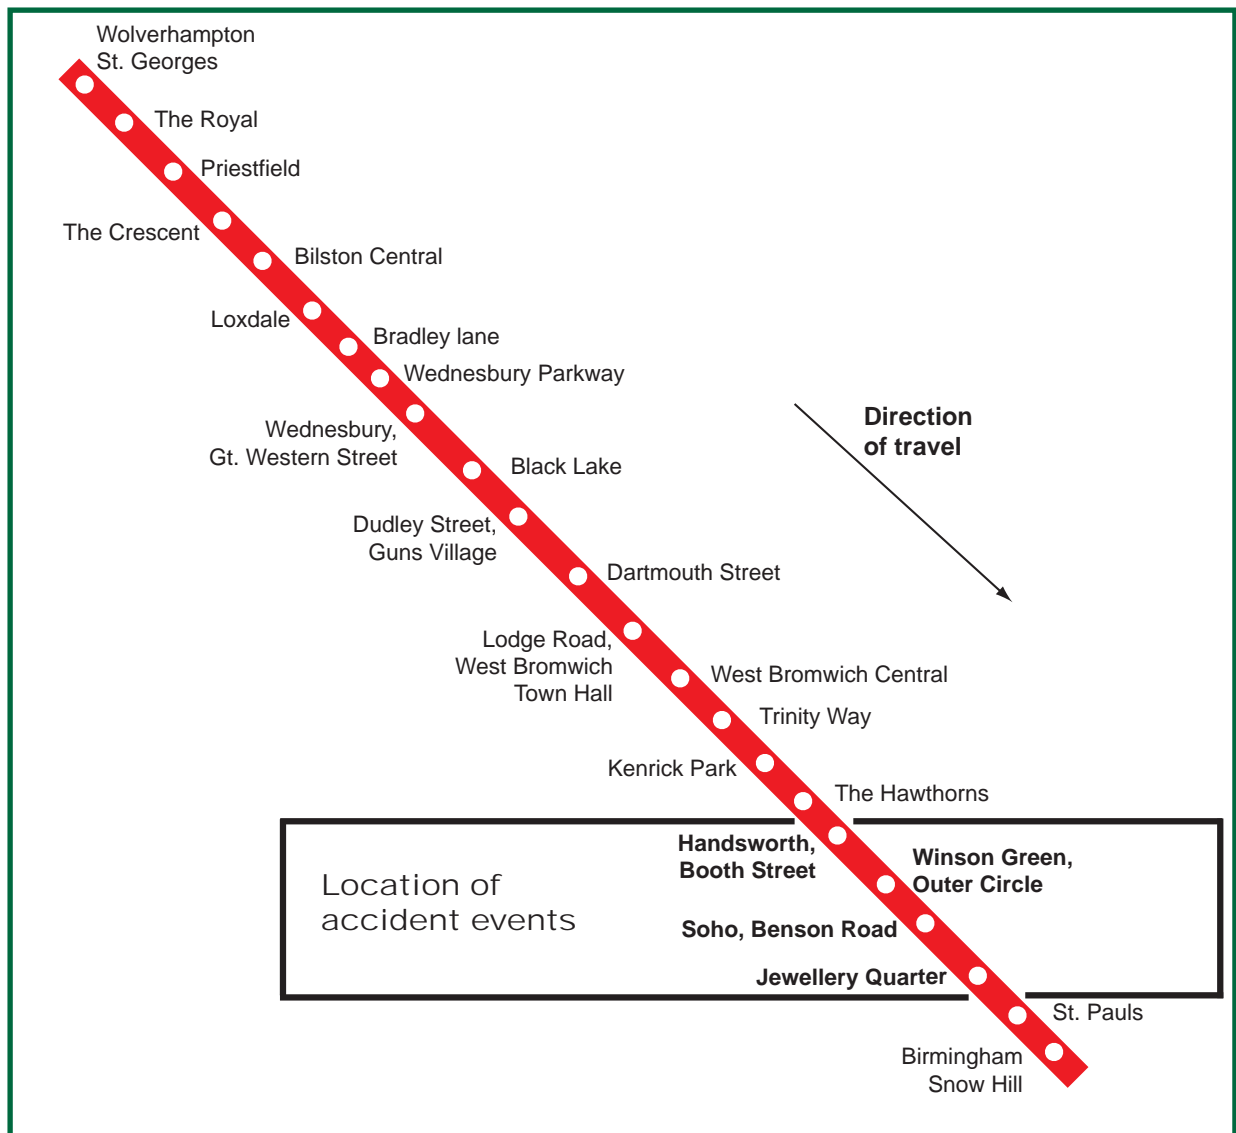 Wolverhampton
St. Georges
The Royal
Priestfield
The Crescent
Bilston Central
Loxdale
Bradley lane
Wednesbury Parkway
Wednesbury,
Gt. Western Street
Direction
of travel
Black Lake
Dudley Street,
Guns Village
Dartmouth Street
Lodge Road,
West Bromwich
Town Hall
West Bromwich Central
Trinity Way
Kenrick Park
The Hawthorns
Handsworth,
Booth Street
Winson Green,
Outer Circle
Location of
accident events
Soho, Benson Road
Jewellery Quarter
St. Pauls
Birmingham
Snow Hill